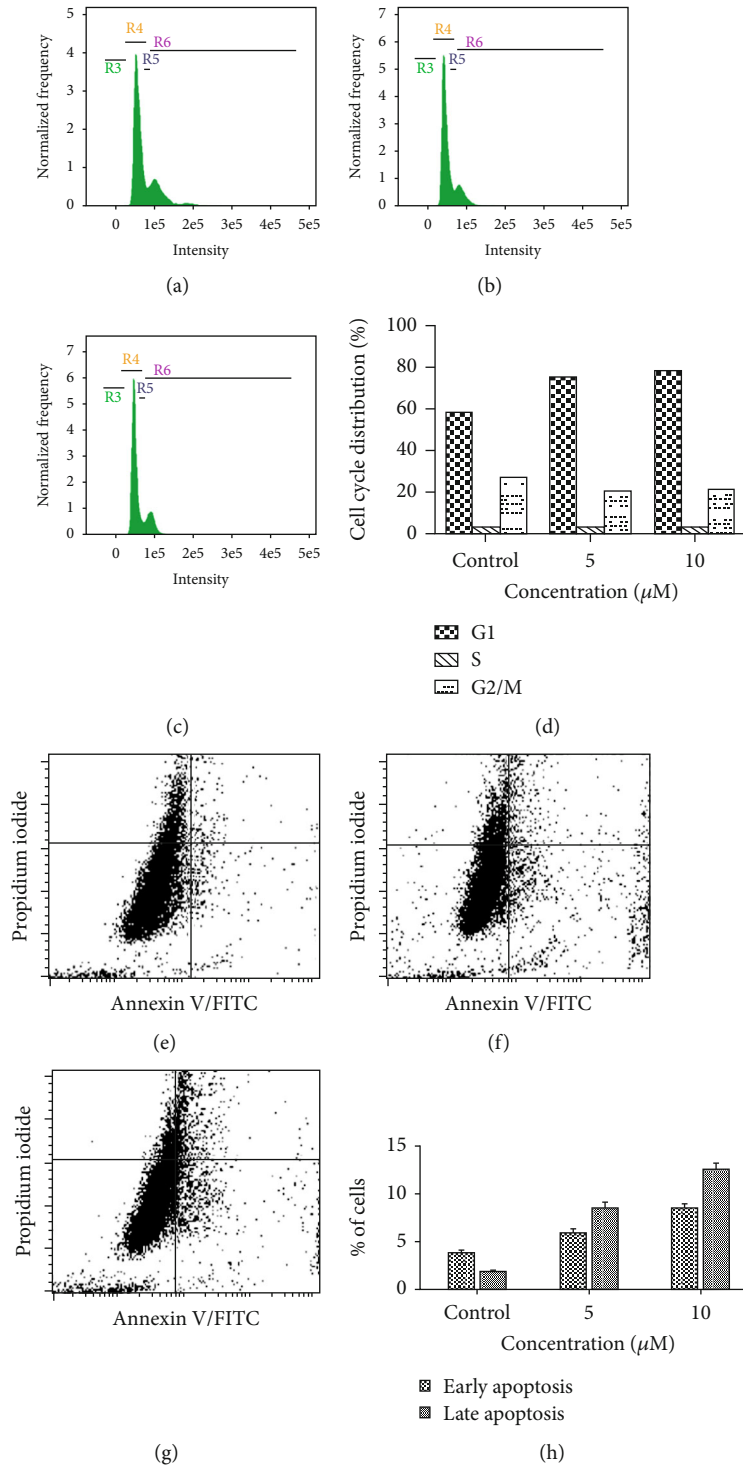 5
4
3
2
1
0
Normalized frequency
R3
R4
R5
R6
0 1e5 2e5 3e5 4e5 5e5
Intensity
(a)
7
6
5
4
3
2
1
0
Normalized frequency
R3
R4
R5
R6
0 1e5 2e5 3e5 4e5 5e5
Intensity
(b)
7
6
5
4
3
2
1
0
Normalized frequency
R3
R4
R5
R6
0 1e5 2e5 3e5 4e5 5e5
Intensity
(c)
100
80
60
40
20
0
Cell cycle distribution (%)
Control 5 10
Concentration (μM)
G1
S
G2/M
(d)
Propidium iodide
Annexin V/FITC
(e)
Propidium iodide
Annexin V/FITC
(f)
Propidium iodide
Annexin V/FITC
(g)
15
10
5
0
% of cells
Control 5 10
Concentration (μM)
Early apoptosis
Late apoptosis
(h)